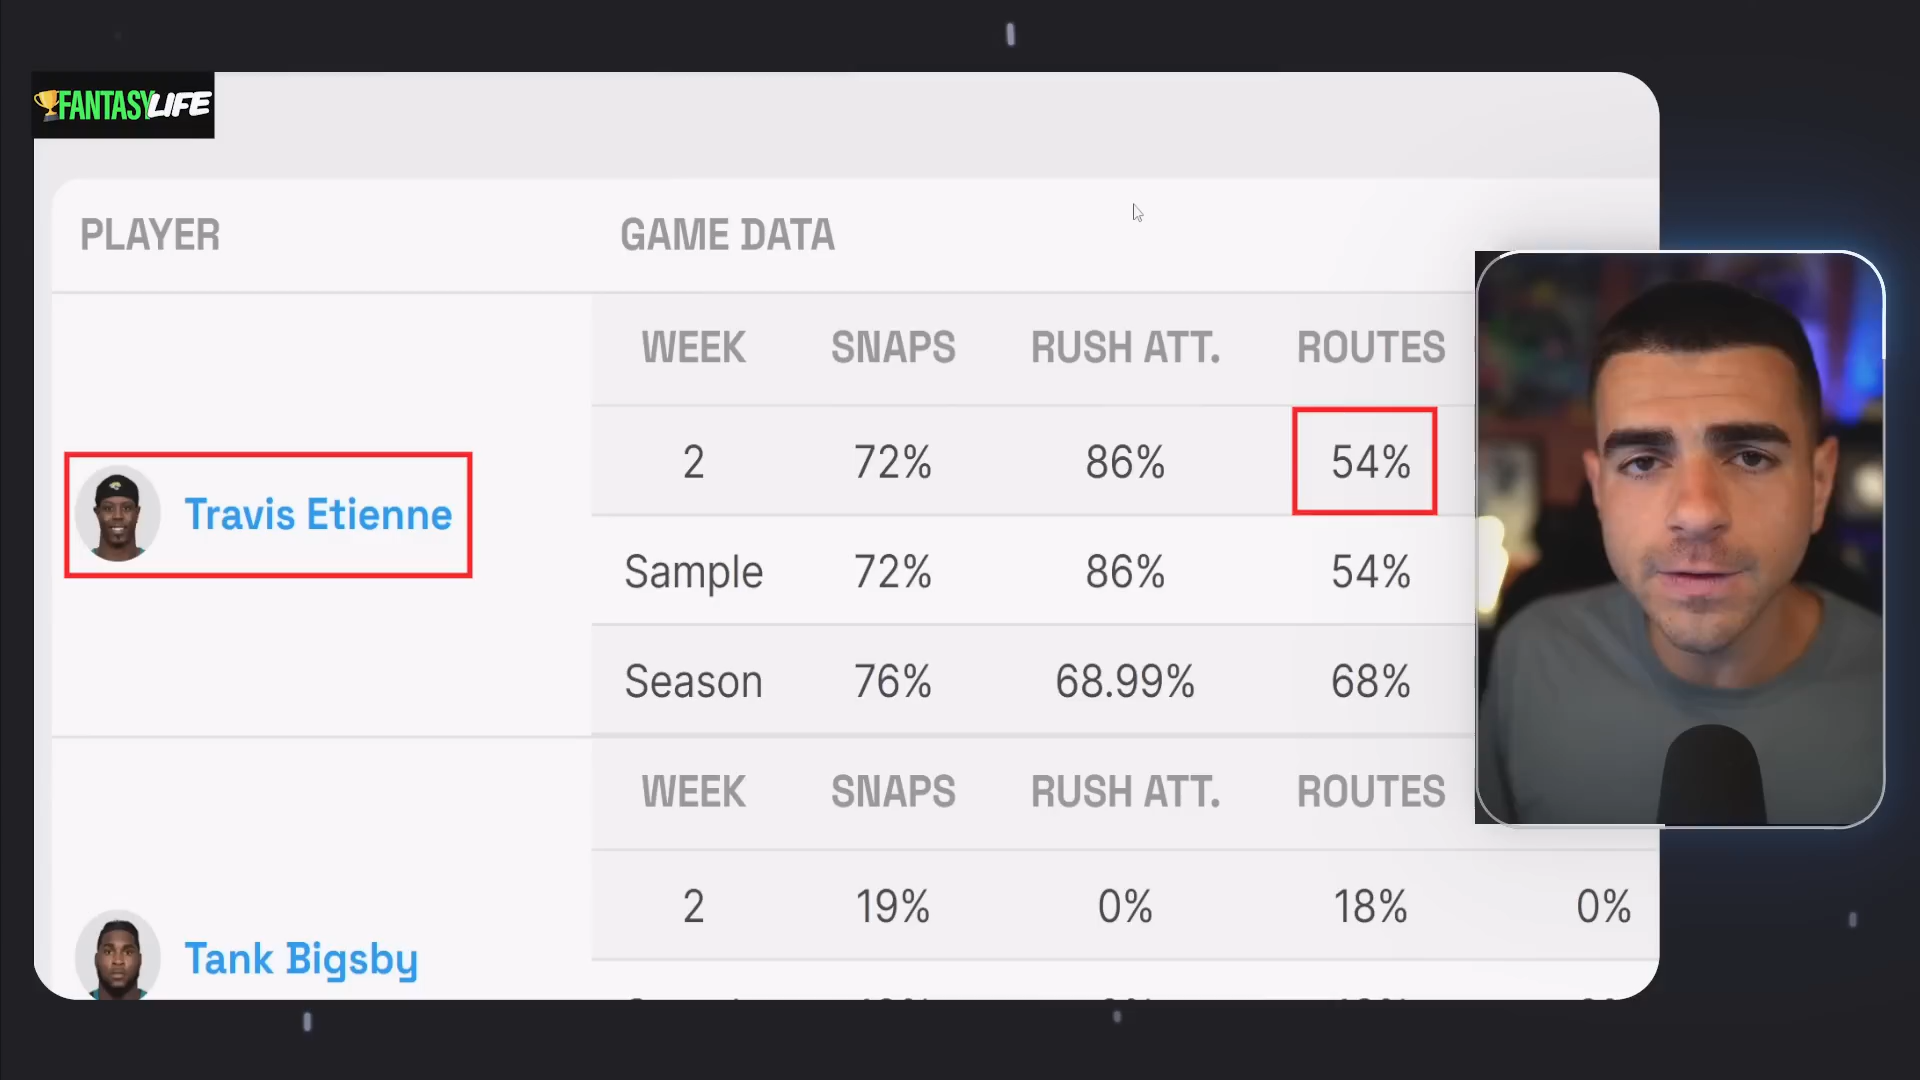 FANTASYLIFE
PLAYER GAME DATA
WEEK SNAPS RUSH ATT. ROUTES
2 72% 86% 54%
Travis Etienne
Sample 72% 86% 54%
Season 76% 68.99% 68%
WEEK SNAPS RUSH ATT. ROUTES
2 19% 0% 18% 0%
Tank Bigsby